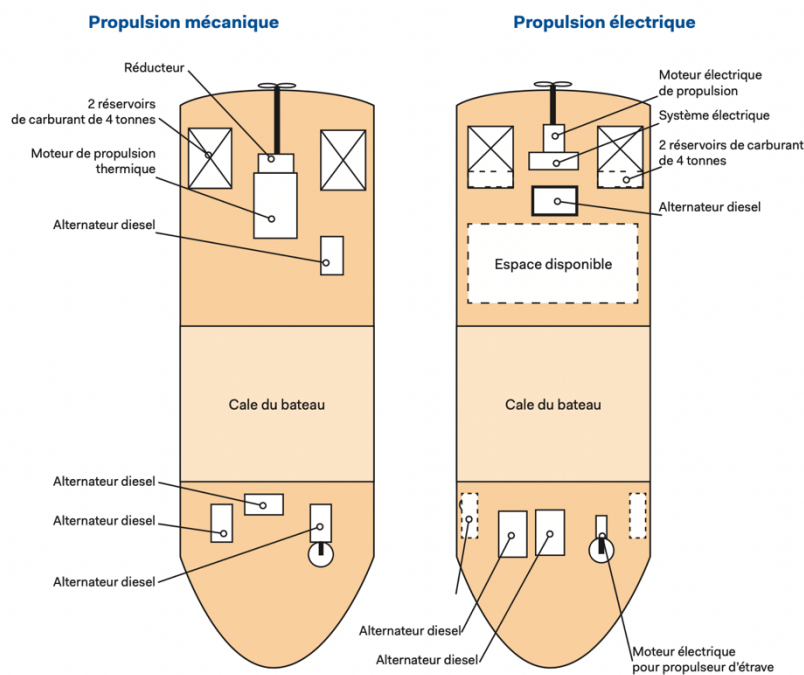 Propulsion mécanique
Réducteur
2 réservoirs
de carburant de 4 tonnes
Moteur de propulsion
thermique
Alternateur diesel
Cale du bateau
Alternateur diesel
Alternateur diesel
Alternateur diesel
Propulsion électrique
Moteur électrique
de propulsion
Système électrique
2 réservoirs de carburant
de 4 tonnes
Alternateur diesel
Espace disponible
Cale du bateau
Alternateur diesel
Alternateur diesel
Moteur électrique
pour propulseur d'étrave